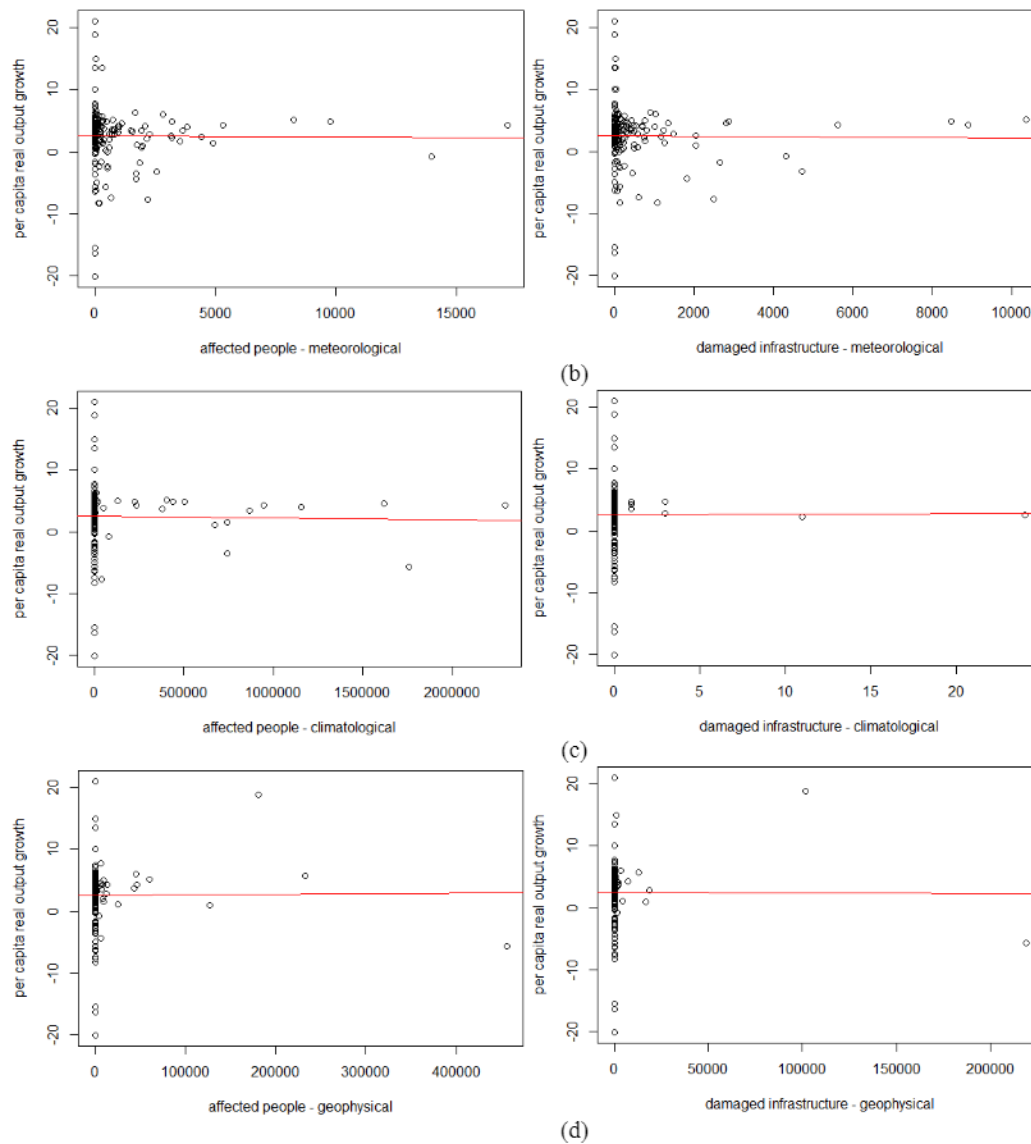 per capita real output growth
20
10
0
-10
-20
0 5000 10000 15000
affected people - meteorological
per capita real output growth
20
10
0
-10
-20
0 2000 4000 6000 8000 10000
damaged infrastructure - meteorological
(b)
per capita real output growth
20
10
0
-10
-20
0 500000 1000000 1500000 2000000
affected people - climatological
per capita real output growth
20
10
0
-10
-20
0 5 10 15 20
damaged infrastructure - climatological
(c)
per capita real output growth
20
10
0
-10
-20
0 100000 200000 300000 400000
affected people - geophysical
per capita real output growth
20
10
0
-10
-20
0 50000 100000 150000 200000
damaged infrastructure - geophysical
(d)